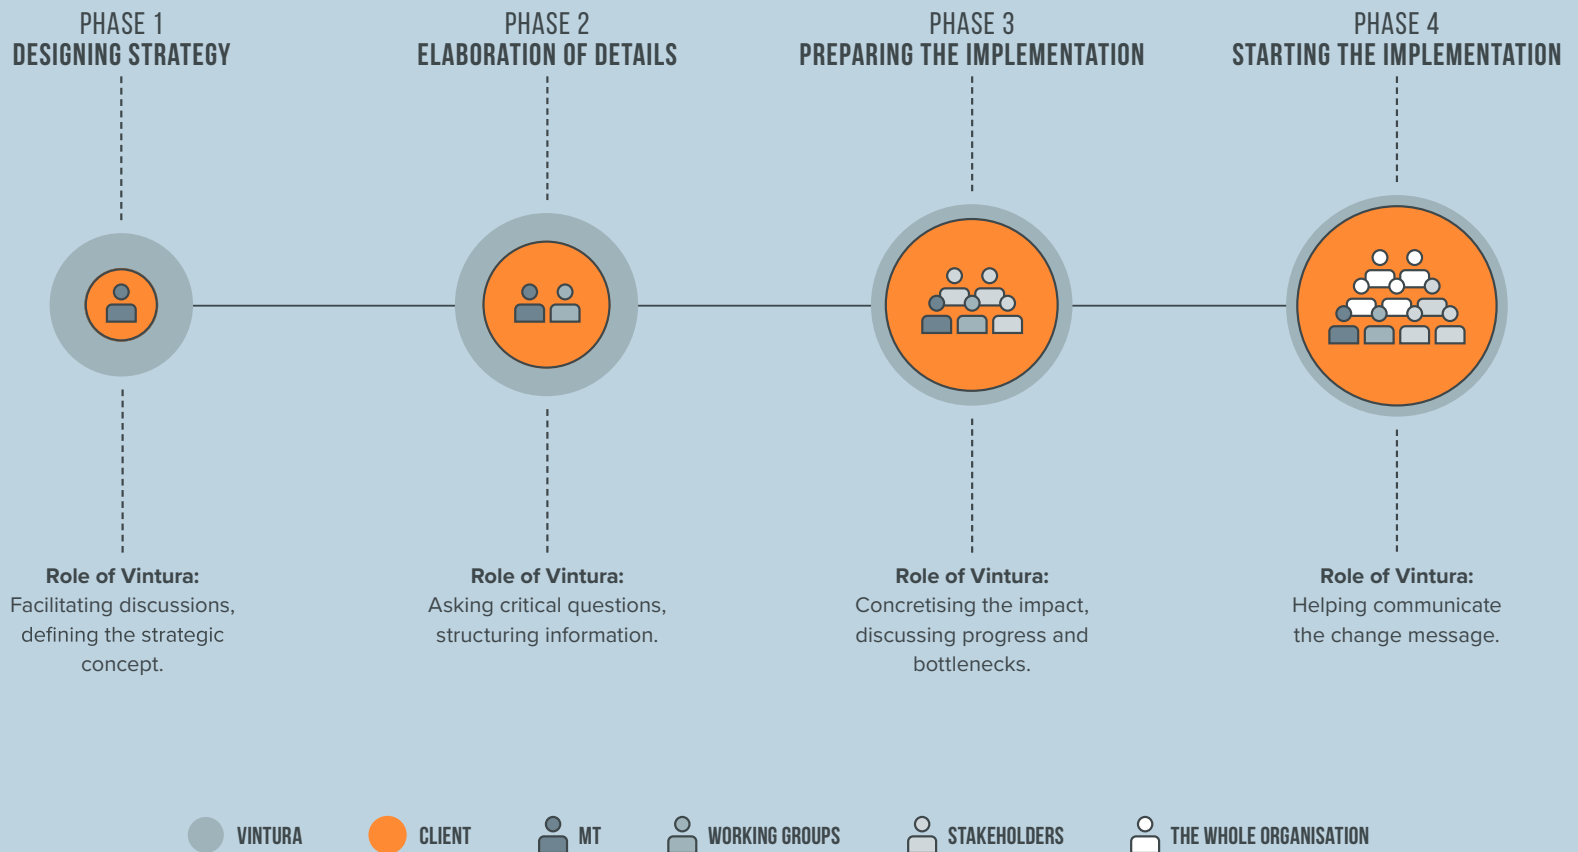 PHASE 1
DESIGNING STRATEGY
PHASE 2
ELABORATION OF DETAILS
PHASE 3
PREPARING THE IMPLEMENTATION
PHASE 4
STARTING THE IMPLEMENTATION
Role of Vintura:
Facilitating discussions,
defining the strategic
concept.
Role of Vintura:
Asking critical questions,
structuring information.
Role of Vintura:
Concretising the impact,
discussing progress and
bottlenecks.
Role of Vintura:
Helping communicate
the change message.
VINTURA
CLIENT
MT
WORKING GROUPS
STAKEHOLDERS
THE WHOLE ORGANISATION